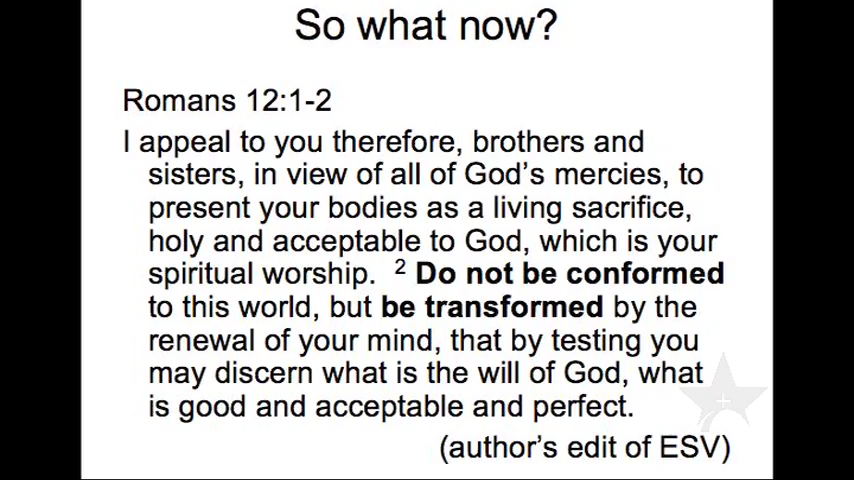 So what now?
Romans 12:1-2
I appeal to you therefore, brothers and
sisters, in view of all of God’s mercies, to
present your bodies as a living sacrifice,
holy and acceptable to God, which is your
spiritual worship. 2 Do not be conformed
to this world, but be transformed by the
renewal of your mind, that by testing you
may discern what is the will of God, what
is good and acceptable and perfect.
(author’s edit of ESV)